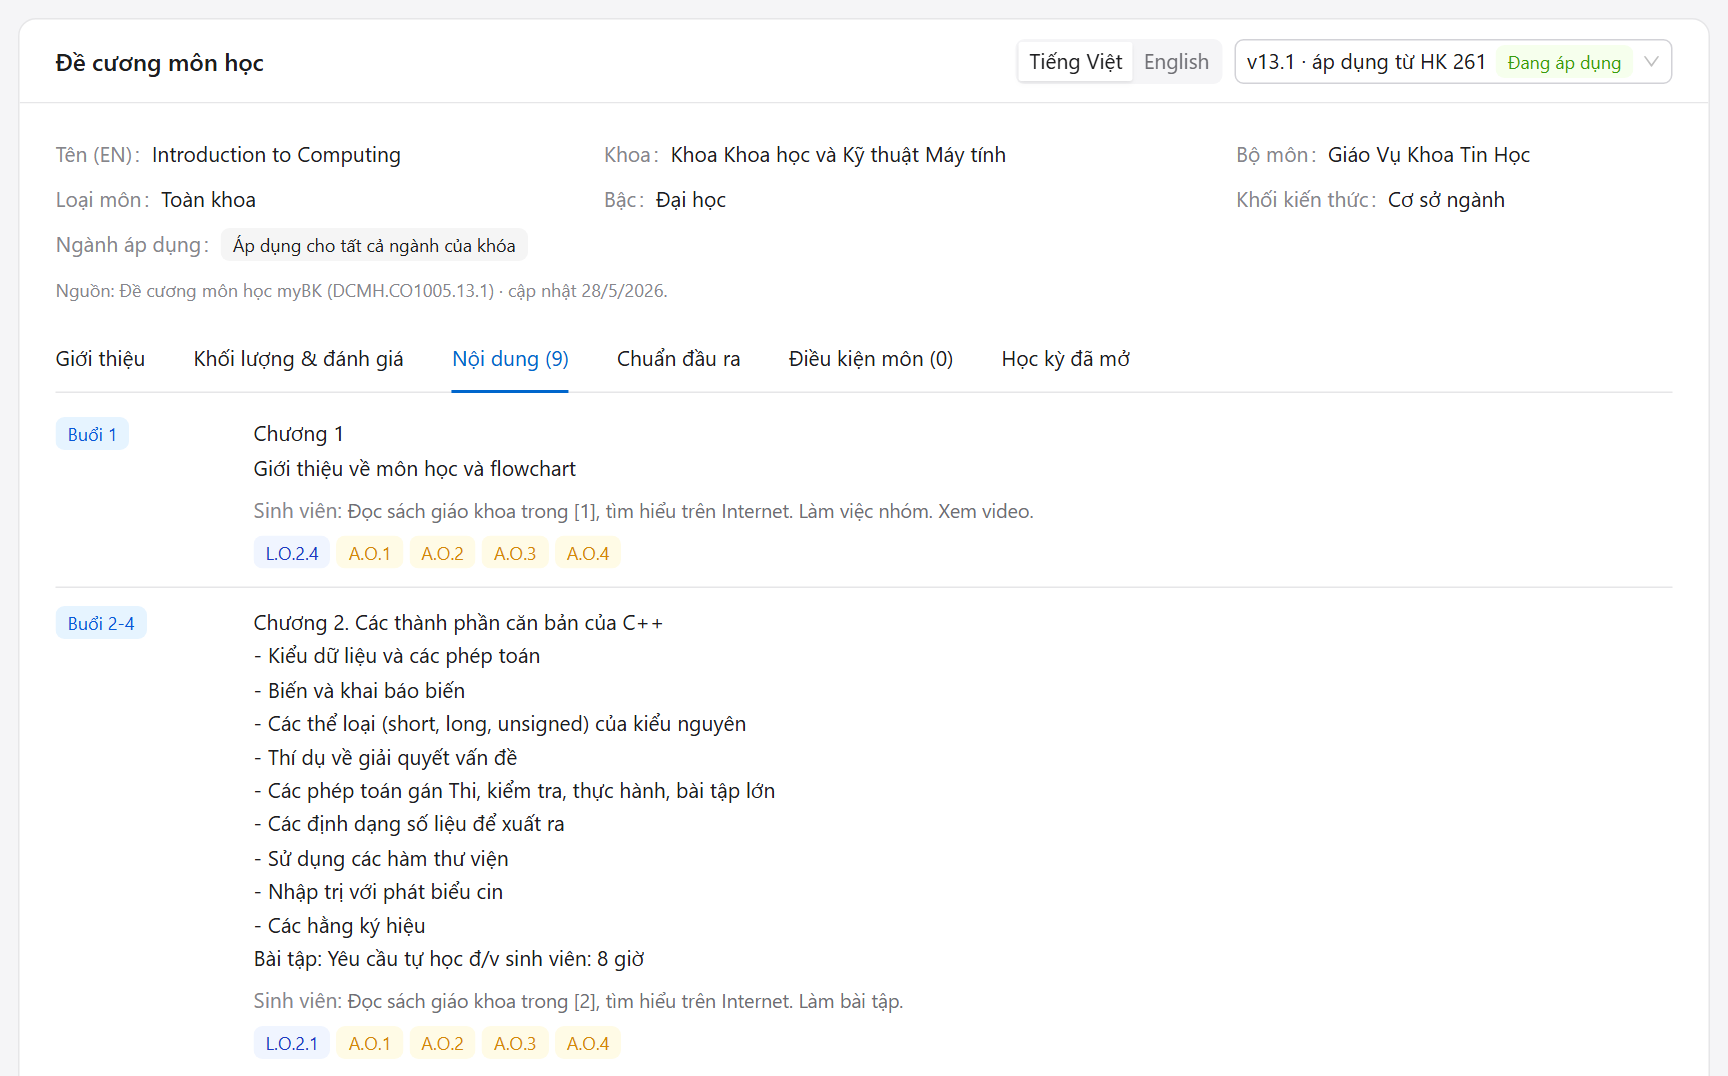 Đề cương môn học
Tiếng Việt English v13.1 · áp dụng từ HK 261 Đang áp dụng
Tên (EN): Introduction to Computing Khoa: Khoa Khoa học và Kỹ thuật Máy tính Bộ môn: Giáo Vụ Khoa Tin Học
Loại môn: Toàn khoa Bậc: Đại học Khối kiến thức: Cơ sở ngành
Ngành áp dụng: Áp dụng cho tất cả ngành của khóa
Nguồn: Đề cương môn học myBK (DCMH.CO1005.13.1) · cập nhật 28/5/2026.
Giới thiệu Khối lượng & đánh giá Nội dung (9) Chuẩn đầu ra Điều kiện môn (0) Học kỳ đã mở
Buổi 1 Chương 1
Giới thiệu về môn học và flowchart
Sinh viên: Đọc sách giáo khoa trong [1], tìm hiểu trên Internet. Làm việc nhóm. Xem video.
L.O.2.4 A.O.1 A.O.2 A.O.3 A.O.4
Buổi 2-4 Chương 2. Các thành phần căn bản của C++
- Kiểu dữ liệu và các phép toán
- Biến và khai báo biến
- Các thể loại (short, long, unsigned) của kiểu nguyên
- Thí dụ về giải quyết vấn đề
- Các phép toán gán Thi, kiểm tra, thực hành, bài tập lớn
- Các định dạng số liệu để xuất ra
- Sử dụng các hàm thư viện
- Nhập trị với phát biểu cin
- Các hằng ký hiệu
Bài tập: Yêu cầu tự học đ/v sinh viên: 8 giờ
Sinh viên: Đọc sách giáo khoa trong [2], tìm hiểu trên Internet. Làm bài tập.
L.O.2.1 A.O.1 A.O.2 A.O.3 A.O.4